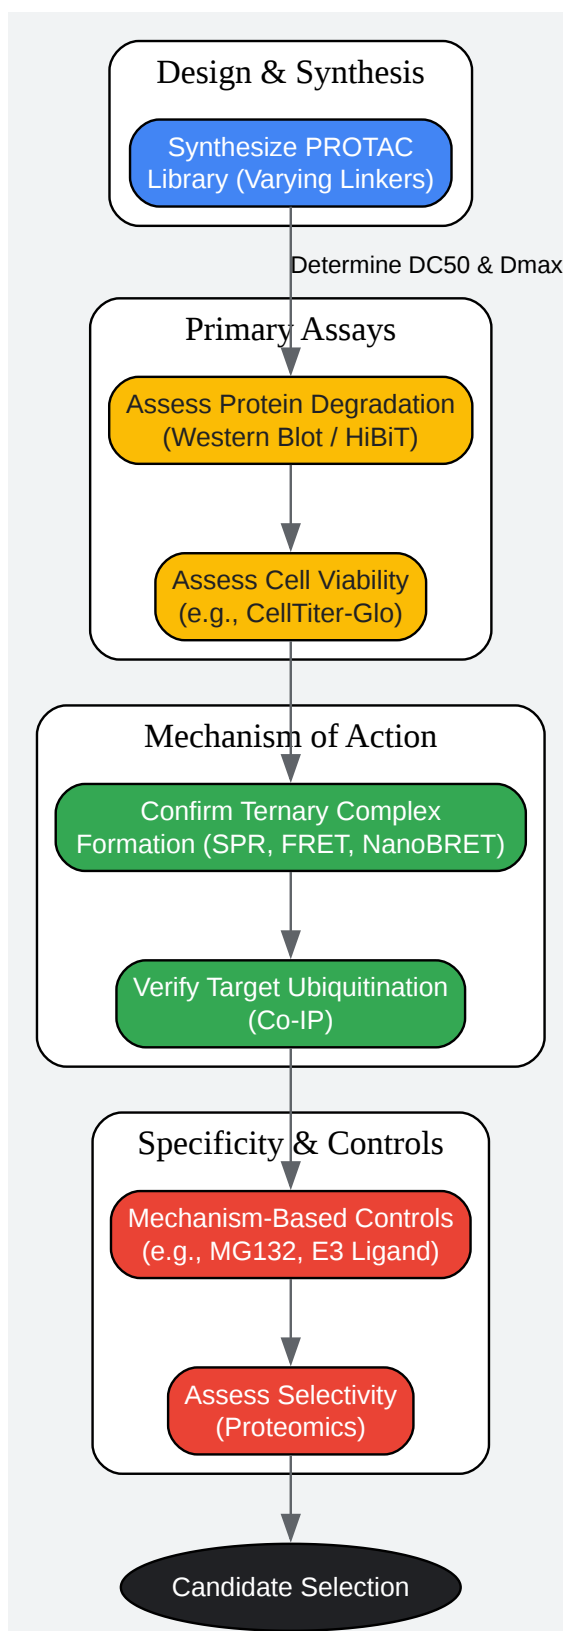 Design & Synthesis
Synthesize PROTAC
Library (Varying Linkers)
Determine DC50 & Dmax
Primary Assays
Assess Protein Degradation
(Western Blot / HiBiT)
Assess Cell Viability
(e.g., CellTiter-Glo)
Mechanism of Action
Confirm Ternary Complex
Formation (SPR, FRET, NanoBRET)
Verify Target Ubiquitination
(Co-IP)
Specificity & Controls
Mechanism-Based Controls
(e.g., MG132, E3 Ligand)
Assess Selectivity
(Proteomics)
Candidate Selection